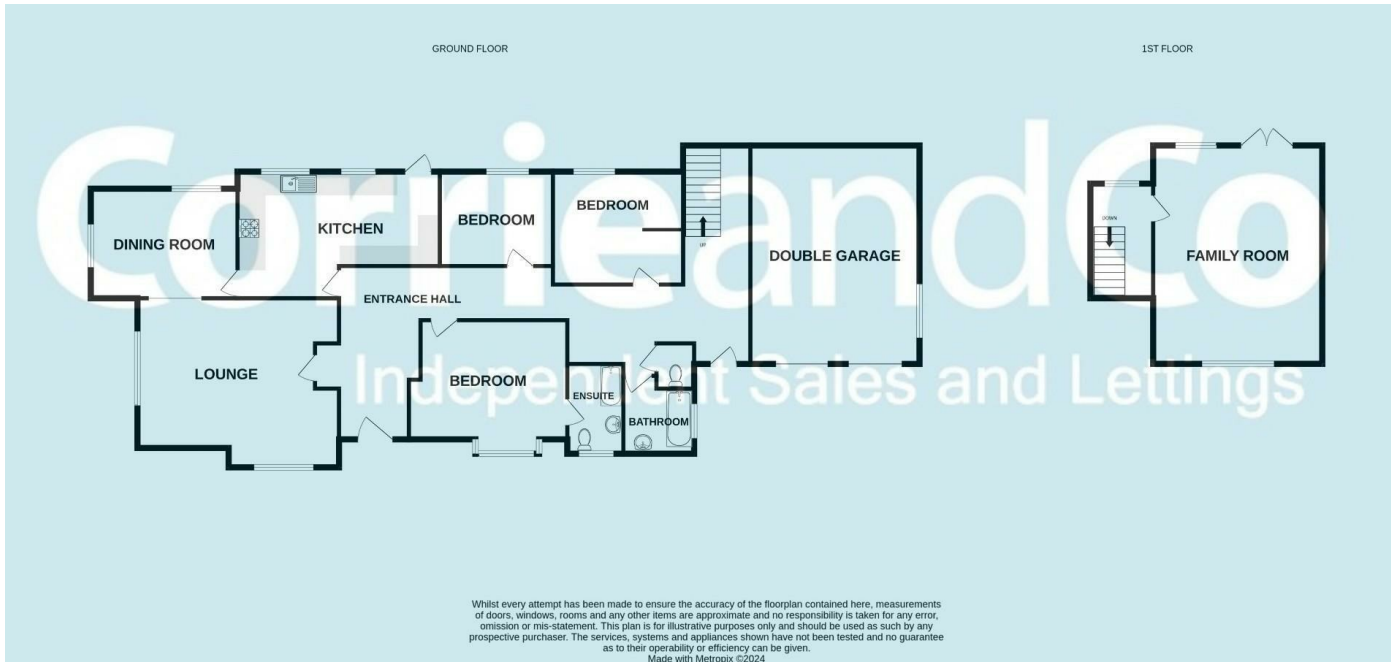 GROUND FLOOR
1ST FLOOR
CorrieandCo
Independent Sales and Lettings
DINING ROOM
KITCHEN
BEDROOM
BEDROOM
UP
DOUBLE GARAGE
DOWN
FAMILY ROOM
ENTRANCE HALL
LOUNGE
BEDROOM
ENSUITE
BATHROOM
Whilst every attempt has been made to ensure the accuracy of the floorplan contained here, measurements
of doors, windows, rooms and any other items are approximate and no responsibility is taken for any error,
omission or mis-statement. This plan is for illustrative purposes only and should be used as such by any
prospective purchaser. The services, systems and appliances shown have not been tested and no guarantee
as to their operability or efficiency can be given.
Made with Metropix ©2024